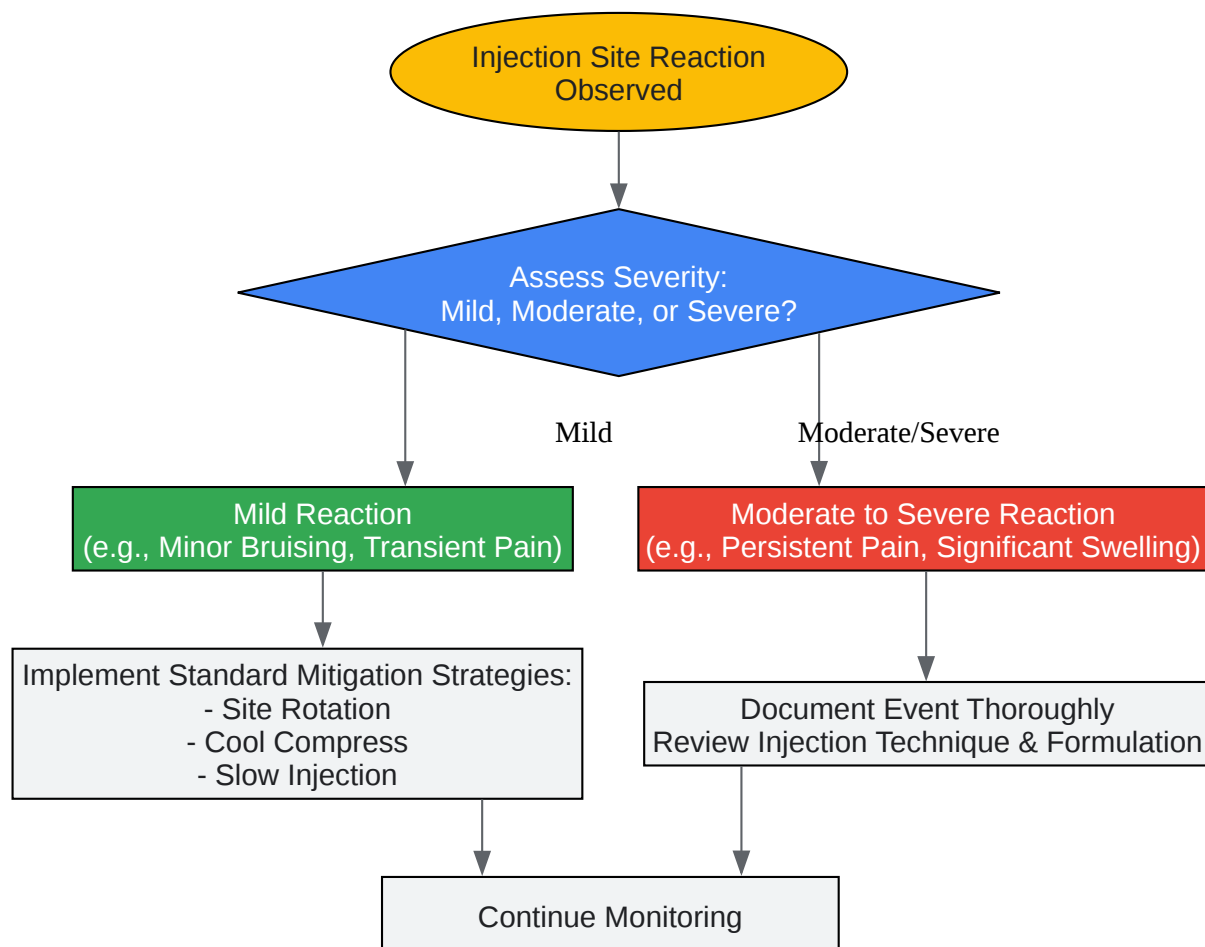 Injection Site Reaction
Observed
Assess Severity:
Mild, Moderate, or Severe?
Mild
Moderate/Severe
Mild Reaction
(e.g., Minor Bruising, Transient Pain)
Moderate to Severe Reaction
(e.g., Persistent Pain, Significant Swelling)
Implement Standard Mitigation Strategies:
- Site Rotation
- Cool Compress
- Slow Injection
Document Event Thoroughly
Review Injection Technique & Formulation
Continue Monitoring